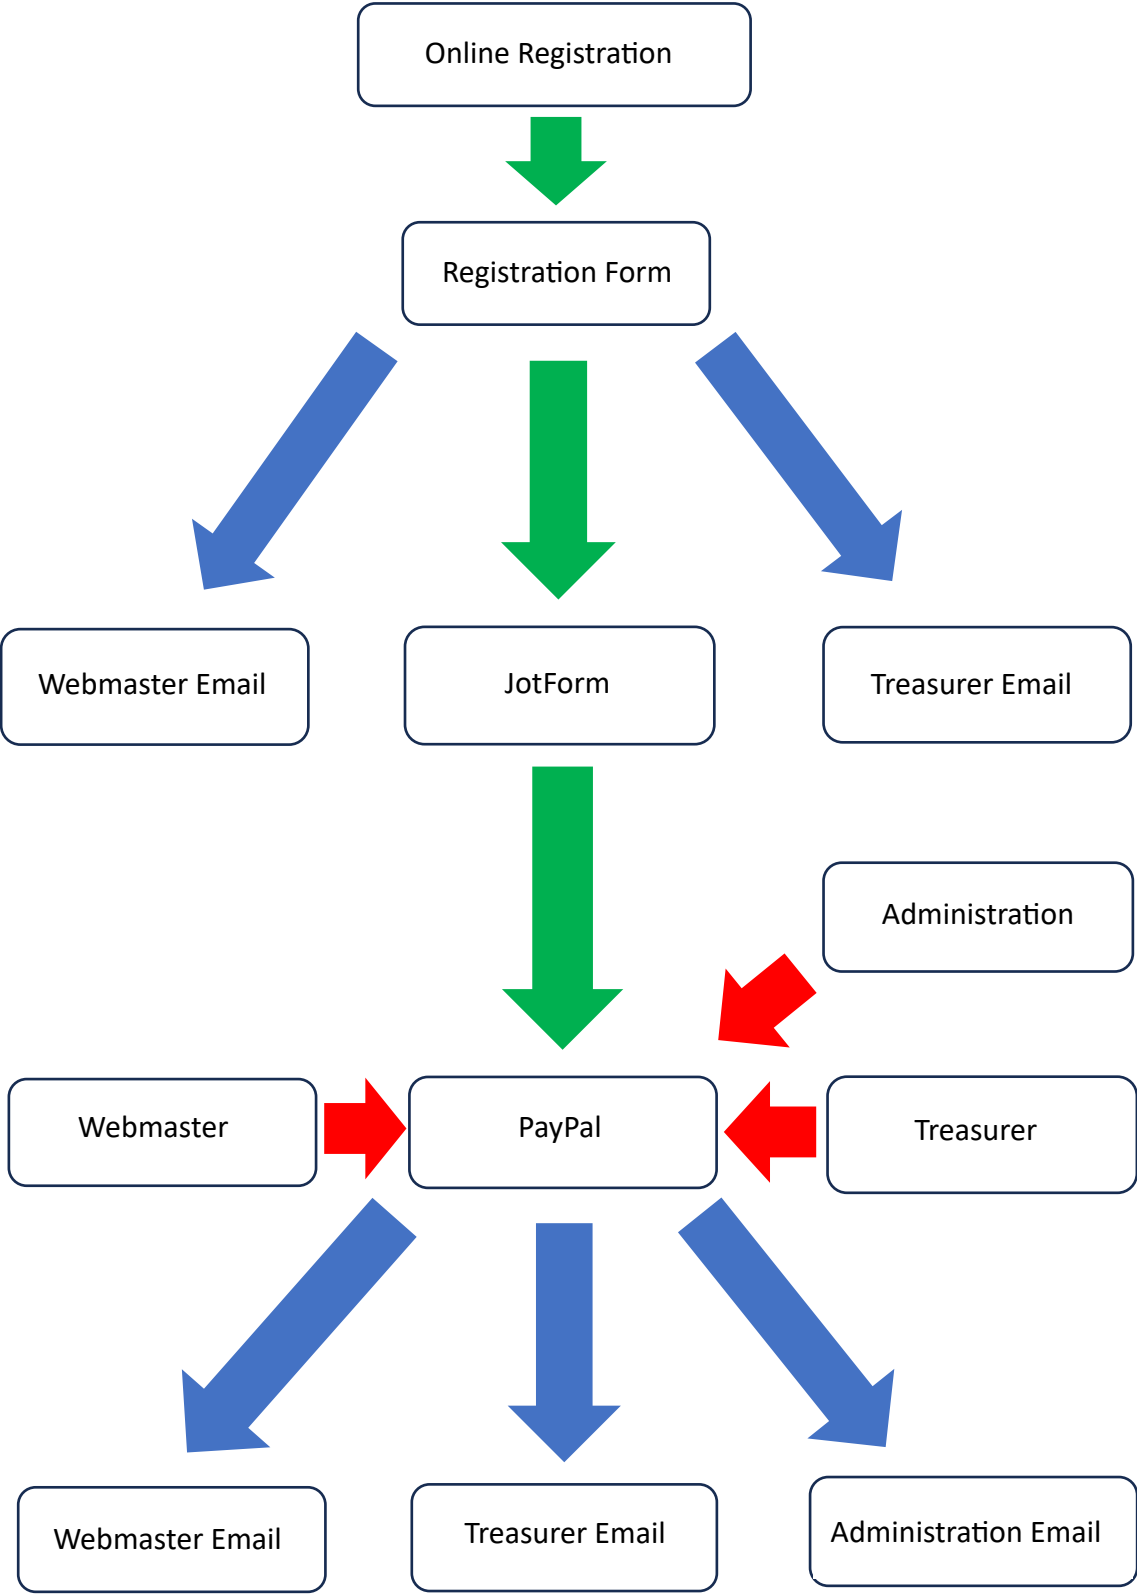 Online Registration
Registration Form
Webmaster Email
JotForm
Treasurer Email
Administration
Webmaster
PayPal
Treasurer
Webmaster Email
Treasurer Email
Administration Email